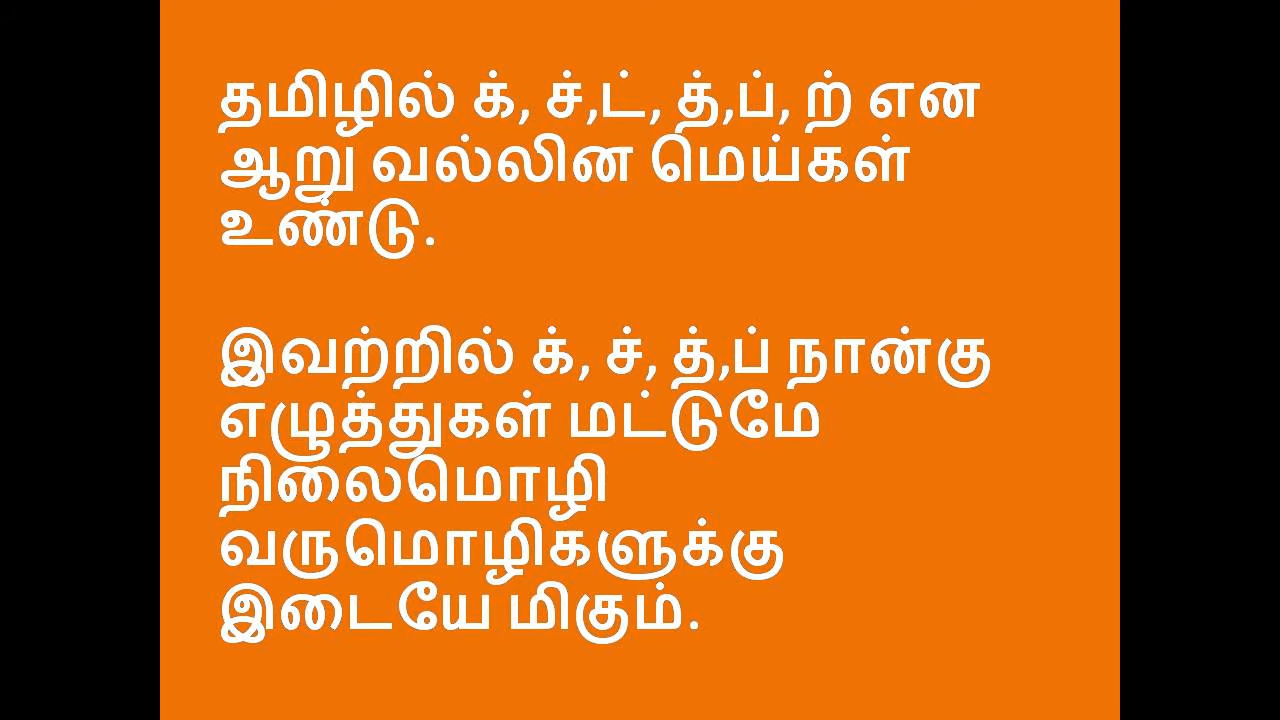 தமிழில் க், ச்,ட், த்,ப், ற் என
ஆறு வல்லின மெய்கள்
உண்டு.
இவற்றில் க், ச், த்,ப் நான்கு
எழுத்துகள் மட்டுமே
நிலைமொழி
வருமொழிகளுக்கு
இடையே மிகும்.